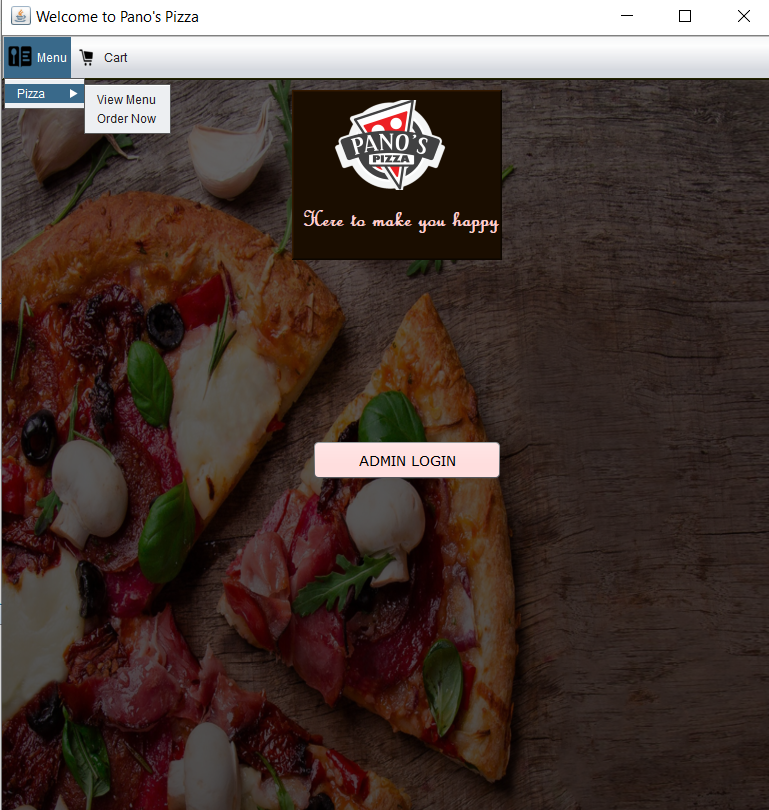 Welcome to Pano's Pizza
Menu
Cart
Pizza
View Menu
Order Now
PANO'S
PIZZA
Here to make you happy
ADMIN LOGIN